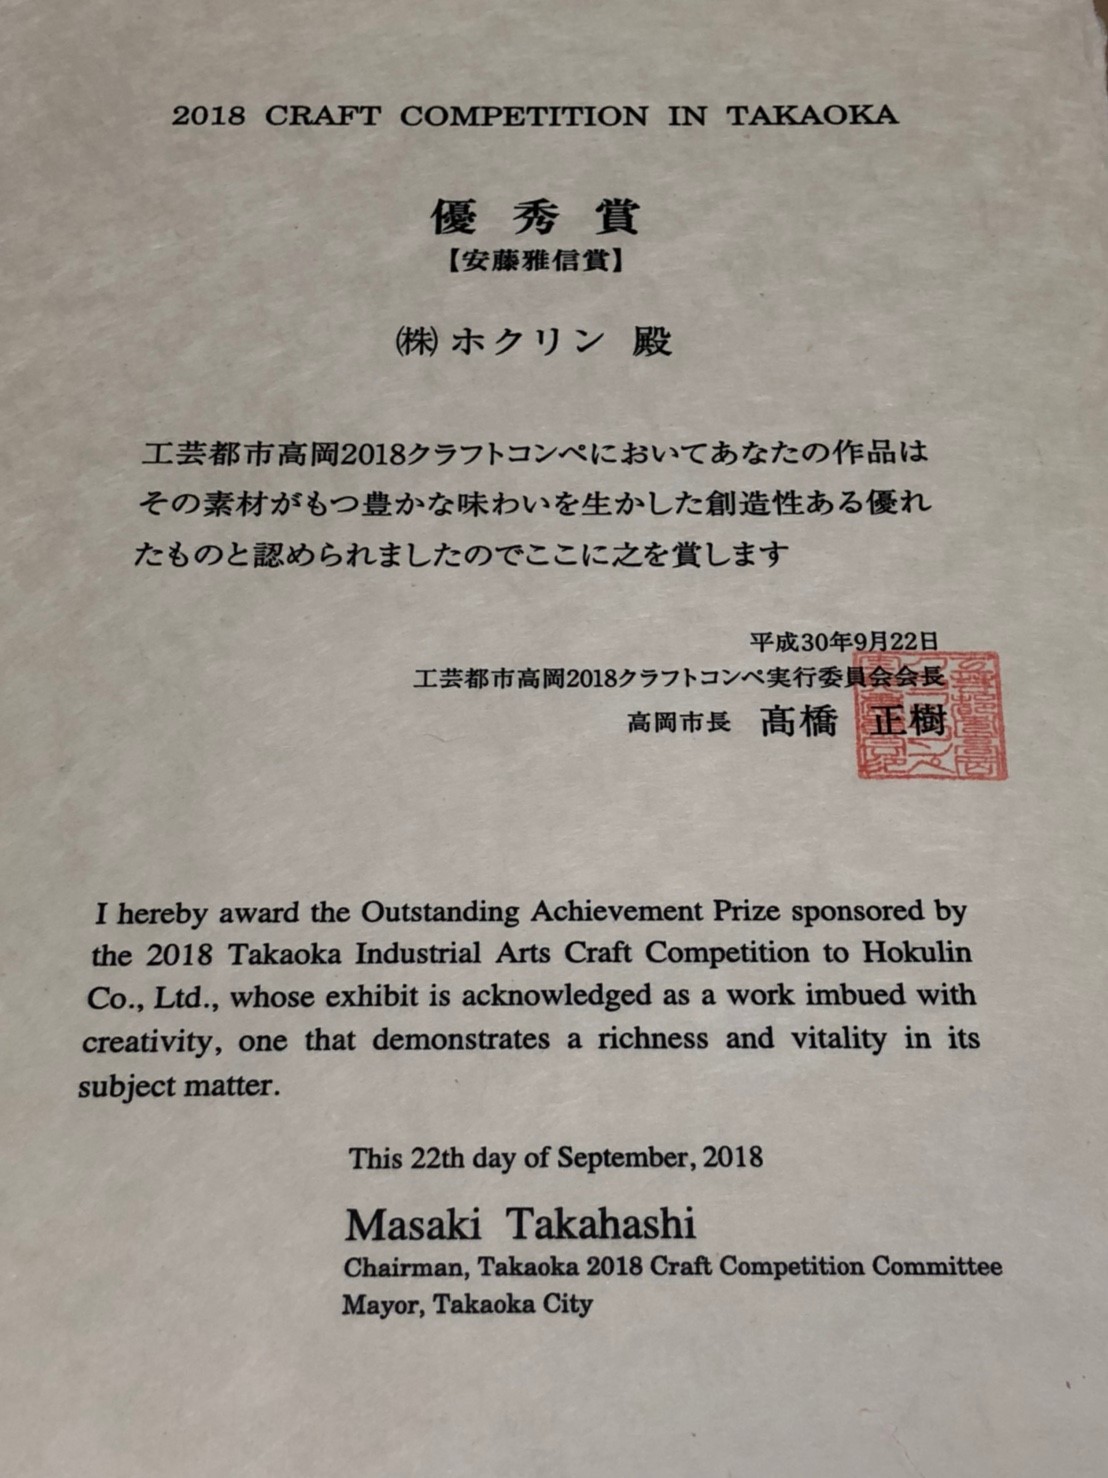 2018 CRAFT COMPETITION IN TAKAOKA
優秀賞
【安藤雅信賞】
㈱ホクリン 殿
工芸都市高岡2018クラフトコンペにおいてあなたの作品は
その素材がもつ豊かな味わいを生かした創造性ある優れ
たものと認められましたのでここに之を賞します
平成30年9月22日
工芸都市高岡2018クラフトコンペ実行委員会会長
高岡市長 髙橋 正樹
I hereby award the Outstanding Achievement Prize sponsored by
the 2018 Takaoka Industrial Arts Craft Competition to Hokulin
Co., Ltd., whose exhibit is acknowledged as a work imbued with
creativity, one that demonstrates a richness and vitality in its
subject matter.
This 22th day of September, 2018
Masaki Takahashi
Chairman, Takaoka 2018 Craft Competition Committee
Mayor, Takaoka City